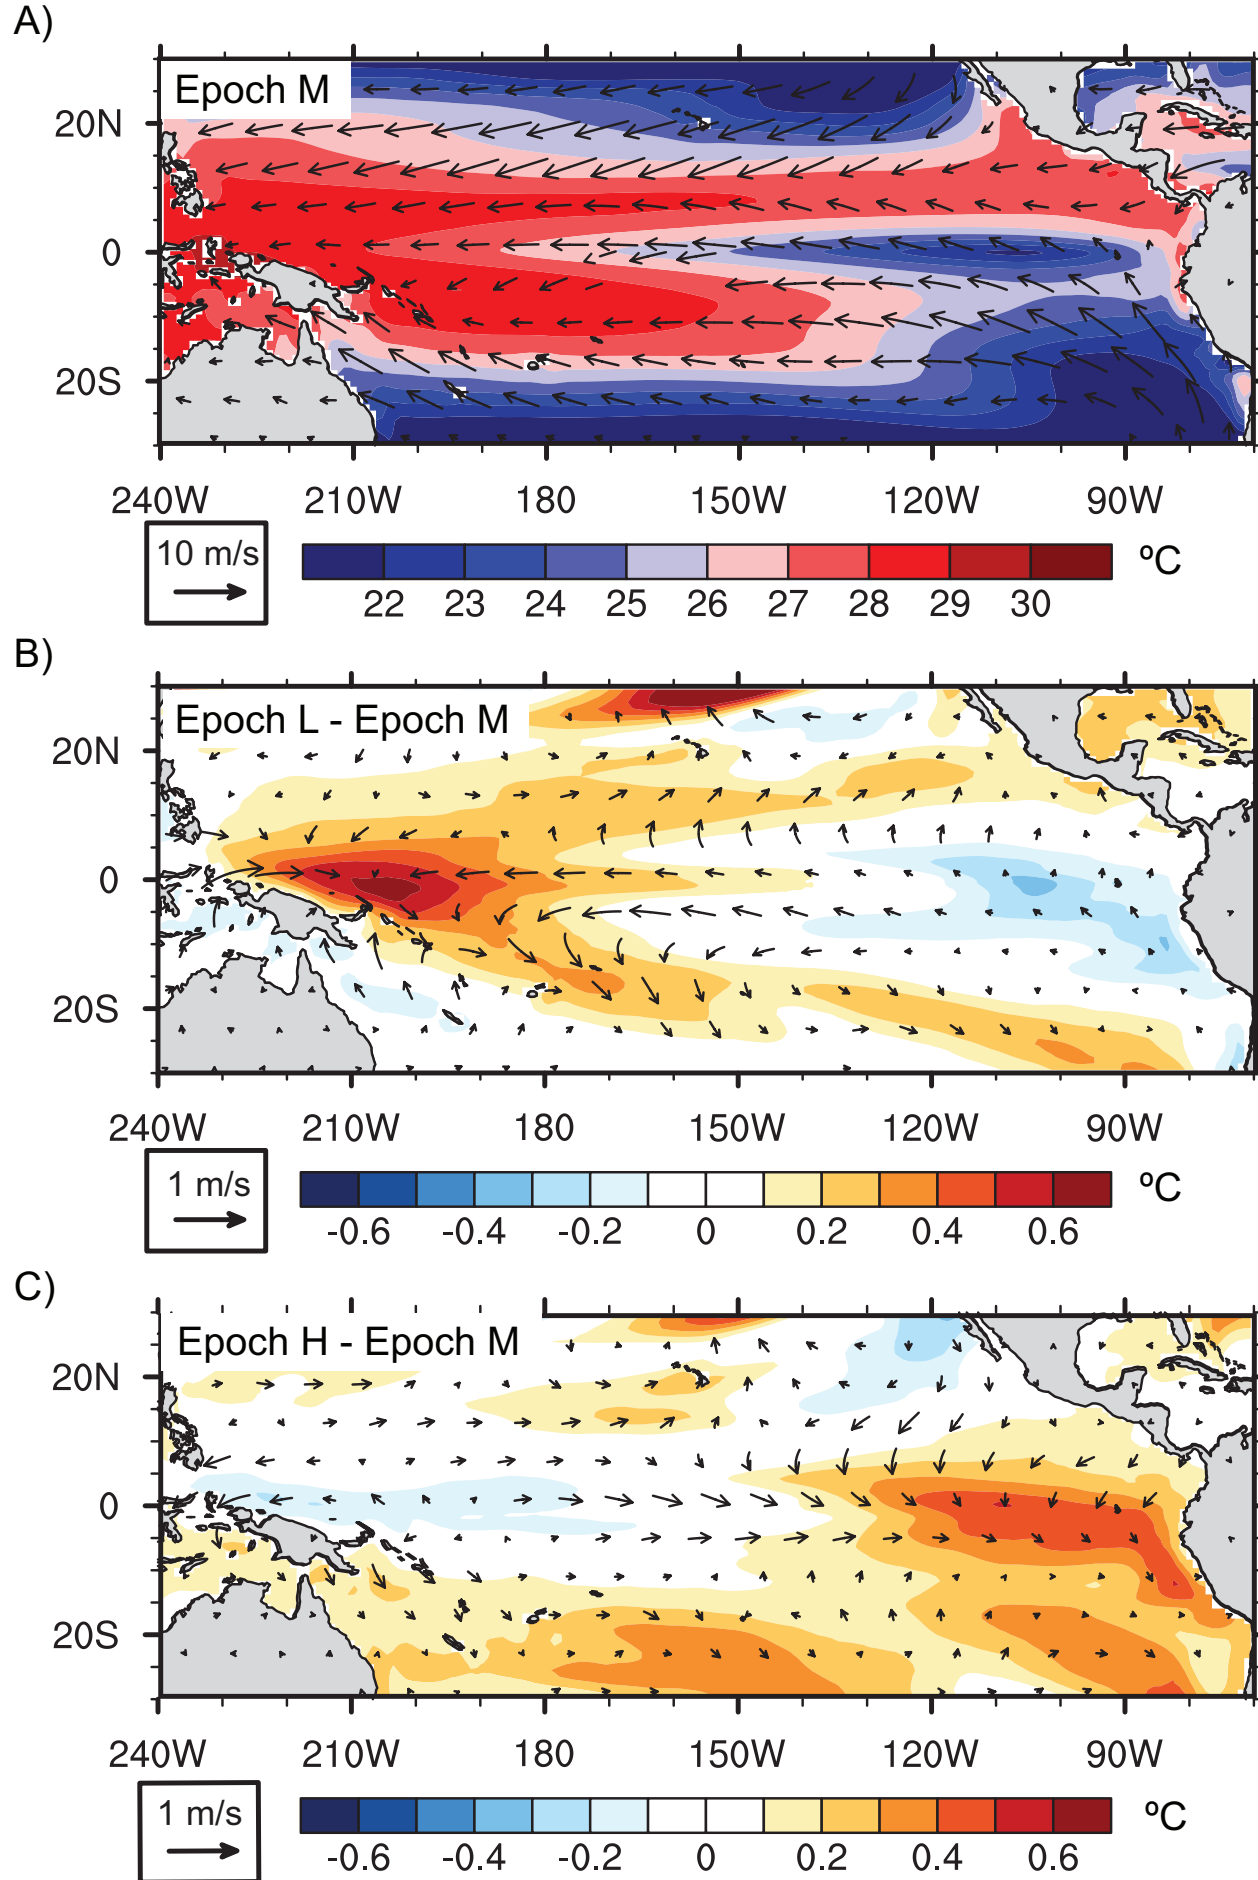 A)
Epoch M
20N
0
20S
240W 210W 180 150W 120W 90W
10 m/s
ºC
22 23 24 25 26 27 28 29 30
B)
Epoch L - Epoch M
20N
0
20S
240W 210W 180 150W 120W 90W
1 m/s
ºC
-0.6 -0.4 -0.2 0 0.2 0.4 0.6
C)
Epoch H - Epoch M
20N
0
20S
240W 210W 180 150W 120W 90W
1 m/s
ºC
-0.6 -0.4 -0.2 0 0.2 0.4 0.6